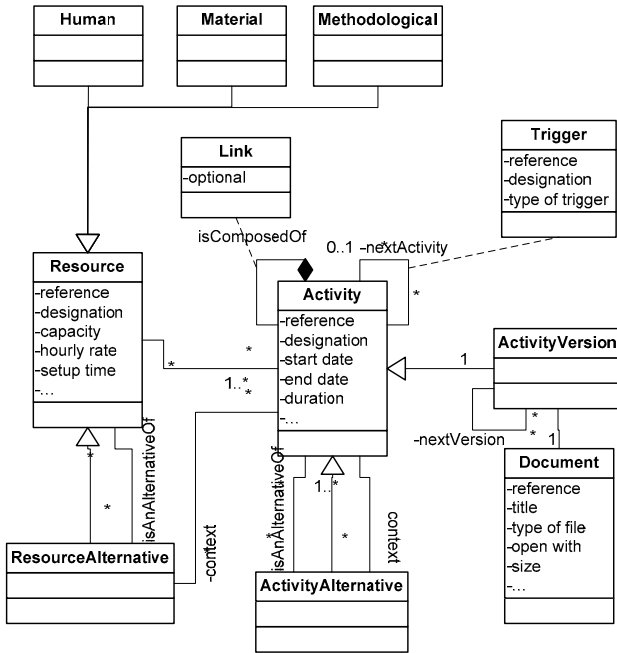 Human
Material
Methodological
Link
-optional
Trigger
-reference
-designation
-type of trigger
isComposedOf
0..1
*
-nextActivity
*
Resource
-reference
-designation
-capacity
-hourly rate
-setup time
-...
Activity
-reference
-designation
-start date
-end date
-duration
-...
ActivityVersion
*
*
1..*
*
1
-nextVersion
*
*
1
Document
-reference
-title
-type of file
-open with
-size
-...
*
*
isAnAlternativeOf
-context
*
isAnAlternativeOf
*
1..*
*
context
ResourceAlternative
ActivityAlternative